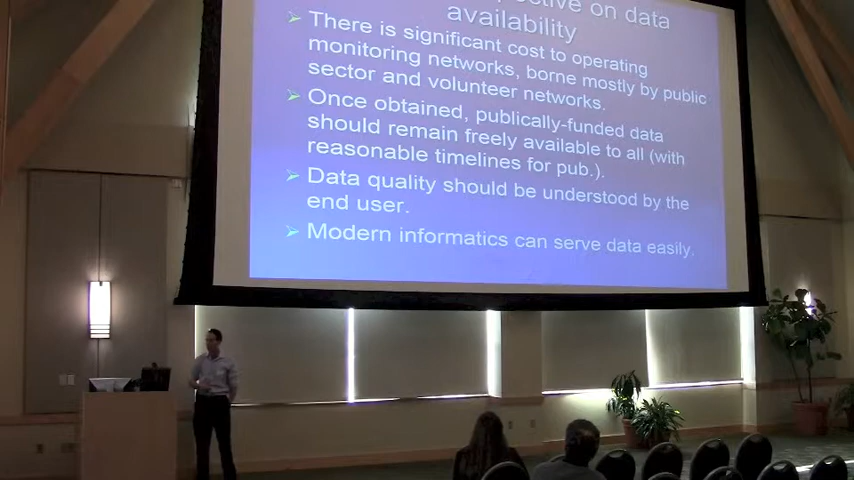 on data
availability
There is significant cost to operating
monitoring networks, borne mostly by public
sector and volunteer networks.
Once obtained, publically-funded data
should remain freely available to all (with
reasonable timelines for pub.).
Data quality should be understood by the
end user.
Modern informatics can serve data easily.